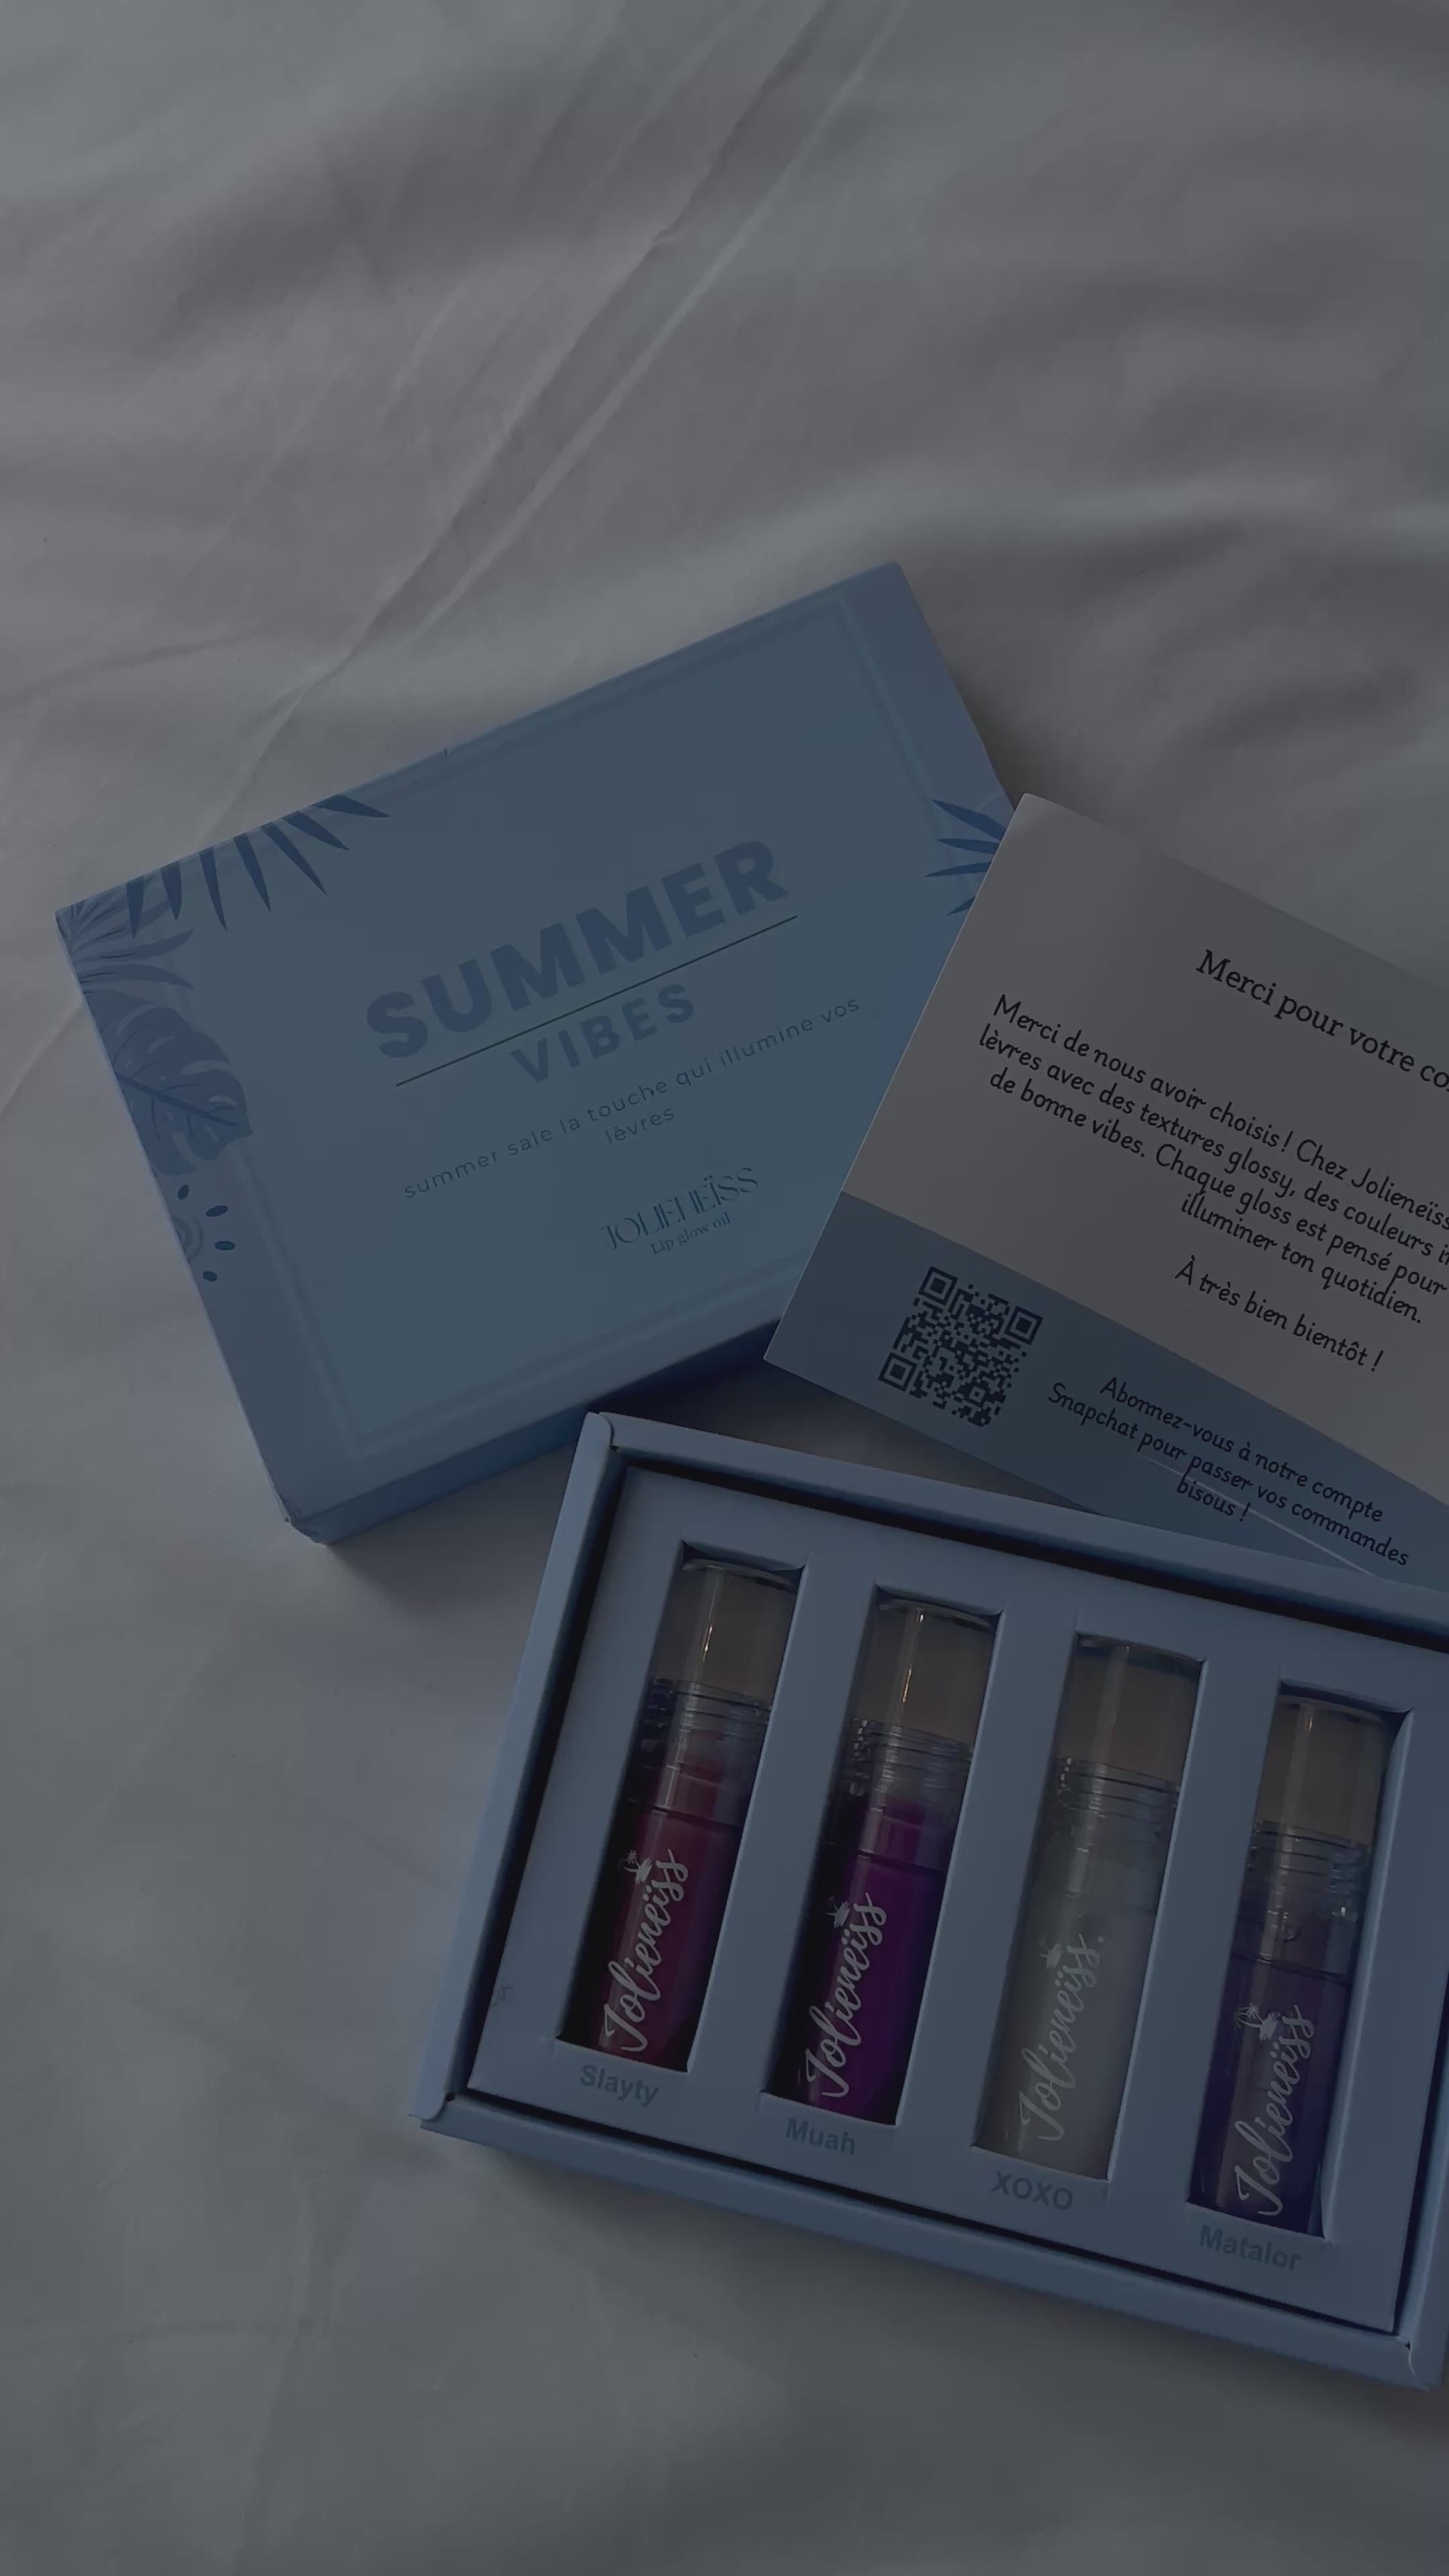 SUMMER
VIBES
summer sale la touche qui illumine vos
lèvres
JOLIENEÏSS
Lip glow oil
Merci pour votre
Merci de nous avoir choisis ! Chez Jolieneïss
lèvres avec des textures glossy, des couleurs
de bonne vibes. Chaque gloss est pensé pour
illuminer ton quotidien.
À très bien bientôt !
Abonnez-vous à notre compte
Snapchat pour passer vos commandes
bisous !
Jolieneïss
Jolieneïss
Jolieneïss
Jolieneïss
Slayty
Muah
XOXO
Matalor